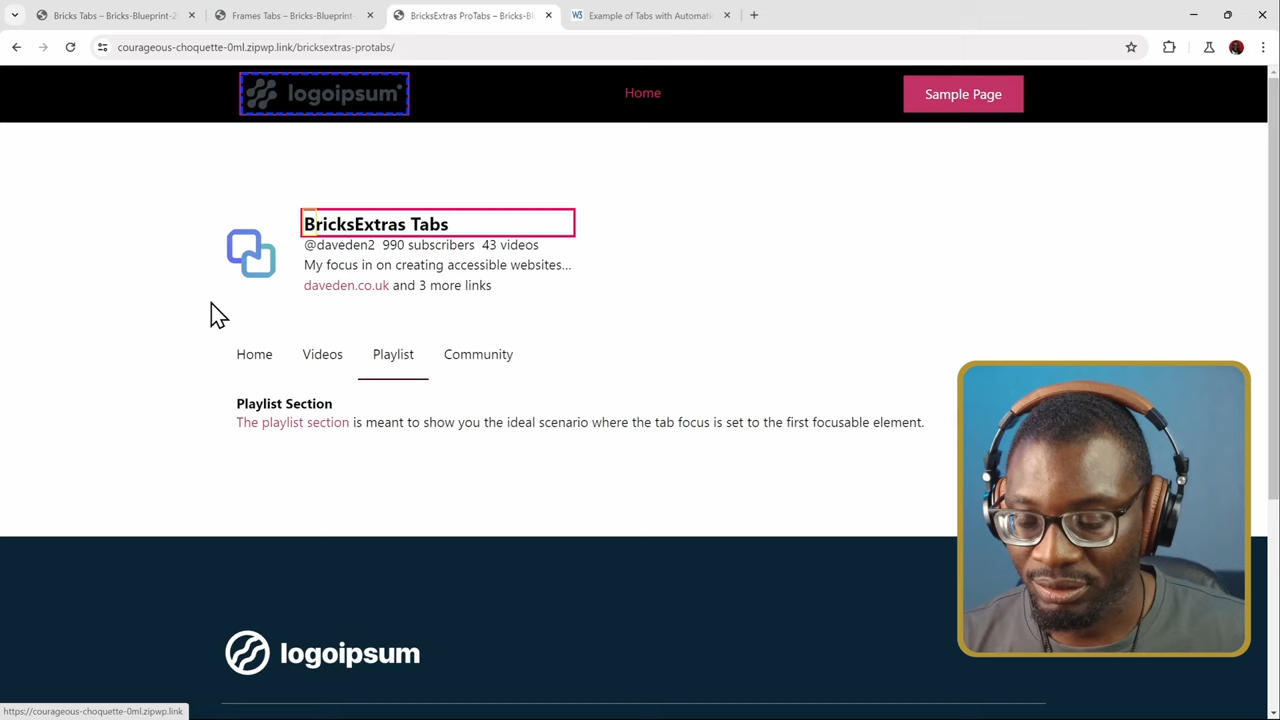 Bricks Tabs – Bricks-Blueprint-2
Frames Tabs – Bricks-Blueprint-
BricksExtras ProTabs – Bricks-Bl
Example of Tabs with Automati
courageous-choquette-0ml.zipwp.link/bricksextras-protabs/
logoipsum
Home
Sample Page
BricksExtras Tabs
@daveden2 990 subscribers 43 videos
My focus in on creating accessible websites...
daveden.co.uk and 3 more links
Home Videos Playlist Community
Playlist Section
The playlist section is meant to show you the ideal scenario where the tab focus is set to the first focusable element.
logoipsum
https://courageous-choquette-0ml.zipwp.link